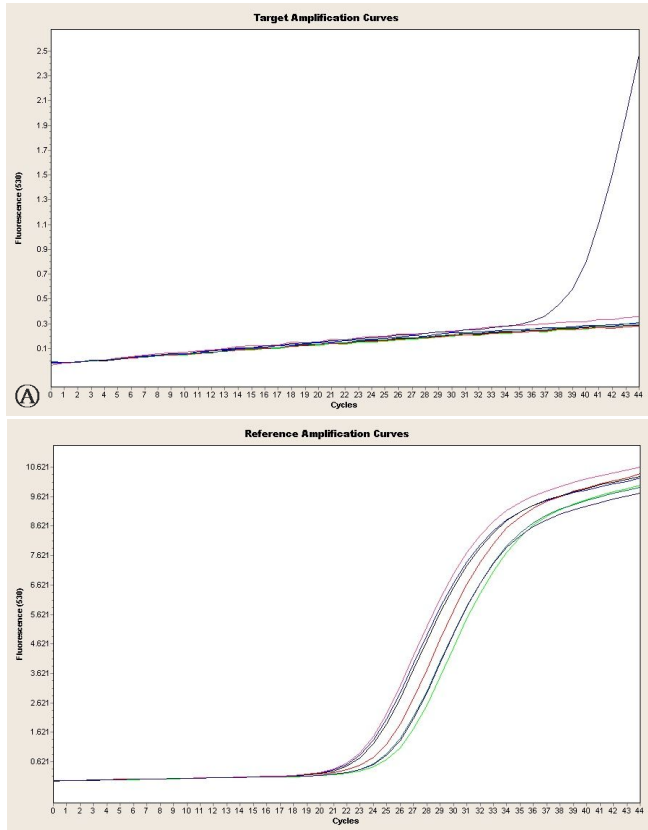 Target Amplification Curves
2.5
2.3
2.1
1.9
1.7
1.5
1.3
1.1
0.9
0.7
0.5
0.3
0.1
Fluorescence (530)
0 1 2 3 4 5 6 7 8 9 10 11 12 13 14 15 16 17 18 19 20 21 22 23 24 25 26 27 28 29 30 31 32 33 34 35 36 37 38 39 40 41 42 43 44
Cycles
A
Reference Amplification Curves
10.621
9.621
8.621
7.621
6.621
5.621
4.621
3.621
2.621
1.621
0.621
Fluorescence (530)
0 1 2 3 4 5 6 7 8 9 10 11 12 13 14 15 16 17 18 19 20 21 22 23 24 25 26 27 28 29 30 31 32 33 34 35 36 37 38 39 40 41 42 43 44
Cycles